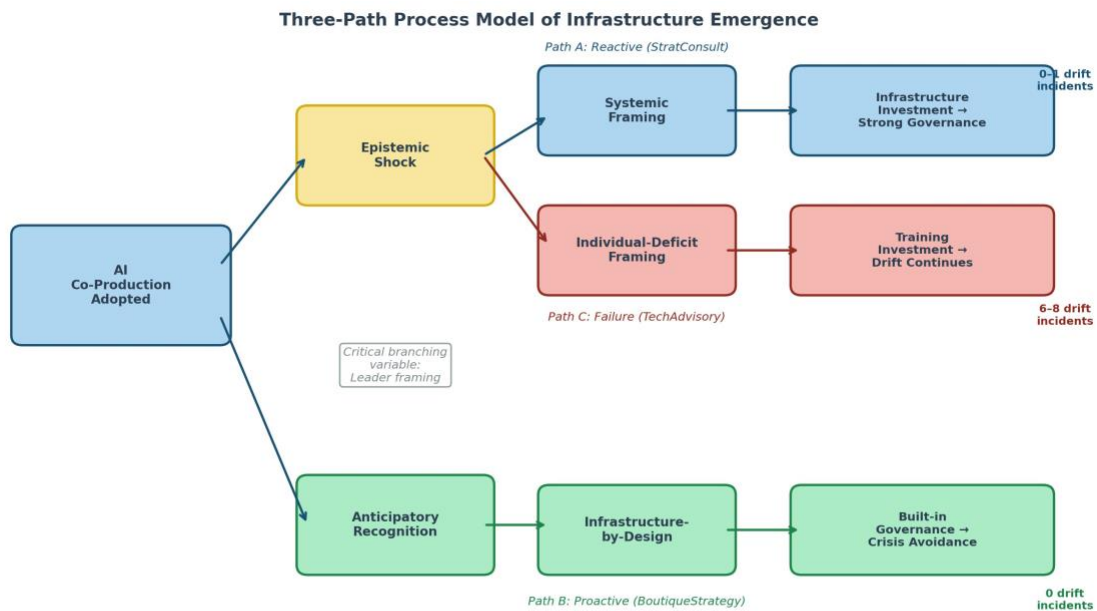 Three-Path Process Model of Infrastructure Emergence
Path A: Reactive (StratConsult)
0–1 drift
incidents
Systemic
Framing
Infrastructure
Investment →
Strong Governance
Epistemic
Shock
Individual-Deficit
Framing
Training
Investment →
Drift Continues
AI
Co-Production
Adopted
Path C: Failure (TechAdvisory)
6–8 drift
incidents
Critical branching
variable:
Leader framing
Anticipatory
Recognition
Infrastructure-
by-Design
Built-in
Governance →
Crisis Avoidance
Path B: Proactive (BoutiqueStrategy)
0 drift
incidents